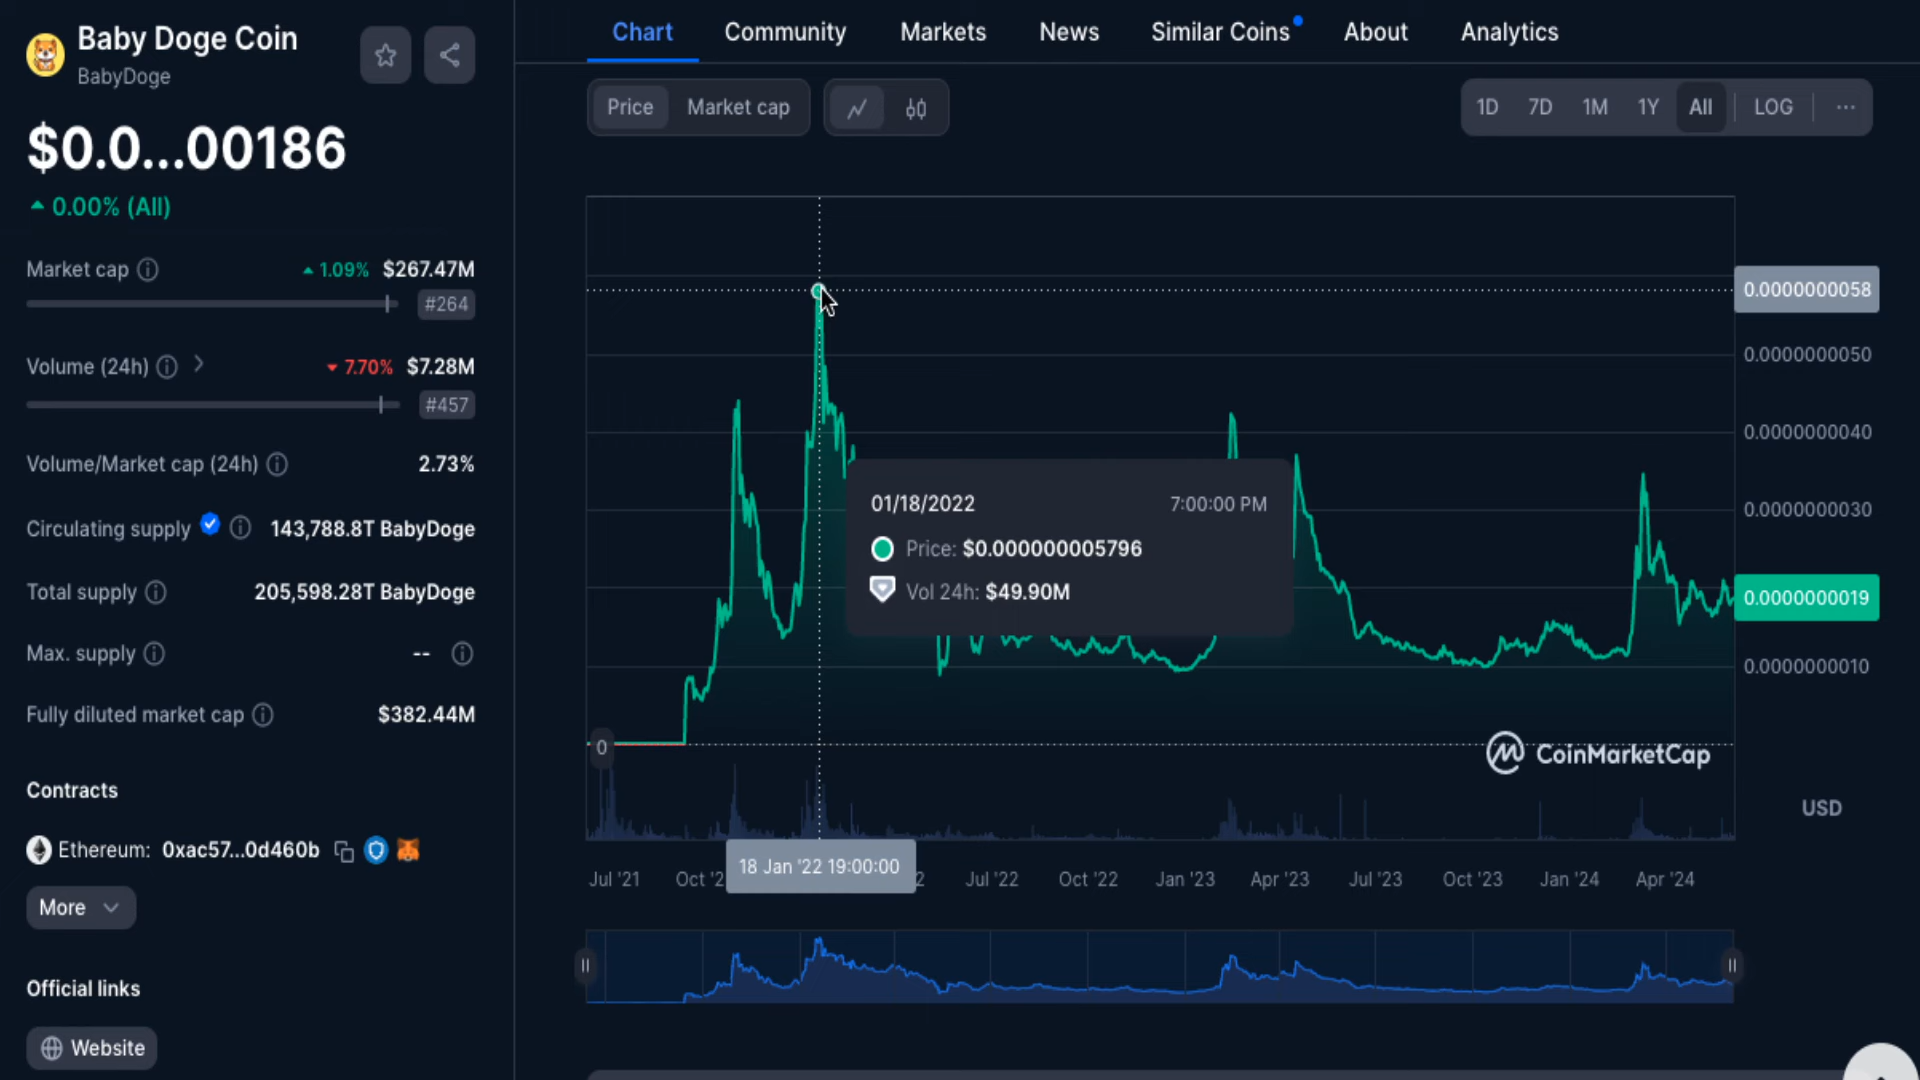 Baby Doge Coin
BabyDoge
$0.0...00186
0.00% (All)
Market cap 1.09% $267.47M
#264
Volume (24h) 7.70% $7.28M
#457
Volume/Market cap (24h) 2.73%
Circulating supply 143,788.8T BabyDoge
Total supply 205,598.28T BabyDoge
Max. supply --
Fully diluted market cap $382.44M
Contracts
Ethereum: 0xac57...0d460b
More
Official links
Website
Chart Community Markets News Similar Coins About Analytics
Price Market cap
1D 7D 1M 1Y All LOG ...
0.0000000058
0.0000000050
0.0000000040
0.0000000030
0.0000000019
0.0000000010
01/18/2022 7:00:00 PM
Price: $0.000000005796
Vol 24h: $49.90M
0
CoinMarketCap
USD
18 Jan '22 19:00:00
Jul '21 Oct '2 2 Jul '22 Oct '22 Jan '23 Apr '23 Jul '23 Oct '23 Jan '24 Apr '24